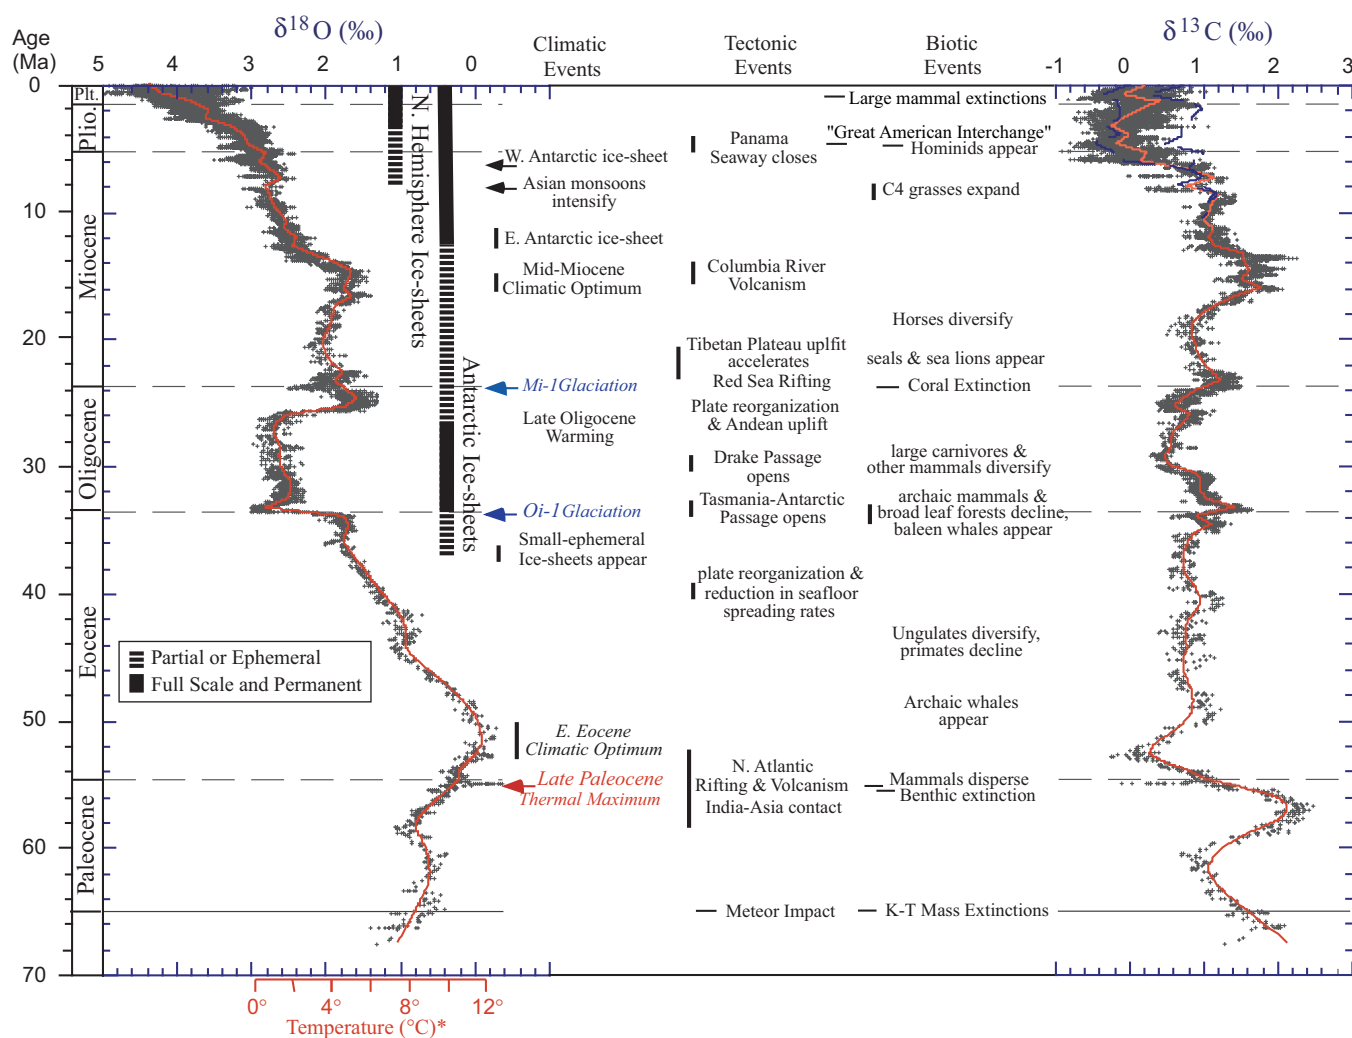 δ18O (‰)
δ13C (‰)
Age
(Ma)
Climatic
Events
Tectonic
Events
Biotic
Events
5
4
3
2
1
0
-1
0
1
2
3
0
10
20
30
40
50
60
70
Plt.
Plio.
Miocene
Oligocene
Eocene
Paleocene
N. Hemisphere Ice-sheets
Antarctic Ice-sheets
Partial or Ephemeral
Full Scale and Permanent
W. Antarctic ice-sheet
Asian monsoons
intensify
E. Antarctic ice-sheet
Mid-Miocene
Climatic Optimum
Mi-1Glaciation
Late Oligocene
Warming
Oi-1Glaciation
Small-ephemeral
Ice-sheets appear
E. Eocene
Climatic Optimum
Late Paleocene
Thermal Maximum
Panama
Seaway closes
Columbia River
Volcanism
Tibetan Plateau uplfit
accelerates
Red Sea Rifting
Plate reorganization
& Andean uplift
Drake Passage
opens
Tasmania-Antarctic
Passage opens
plate reorganization &
reduction in seafloor
spreading rates
N. Atlantic
Rifting & Volcanism
India-Asia contact
Meteor Impact
Large mammal extinctions
"Great American Interchange"
Hominids appear
C4 grasses expand
Horses diversify
seals & sea lions appear
Coral Extinction
large carnivores &
other mammals diversify
archaic mammals &
broad leaf forests decline,
baleen whales appear
Ungulates diversify,
primates decline
Archaic whales
appear
Mammals disperse
Benthic extinction
K-T Mass Extinctions
0°
4°
8°
12°
Temperature (°C)*